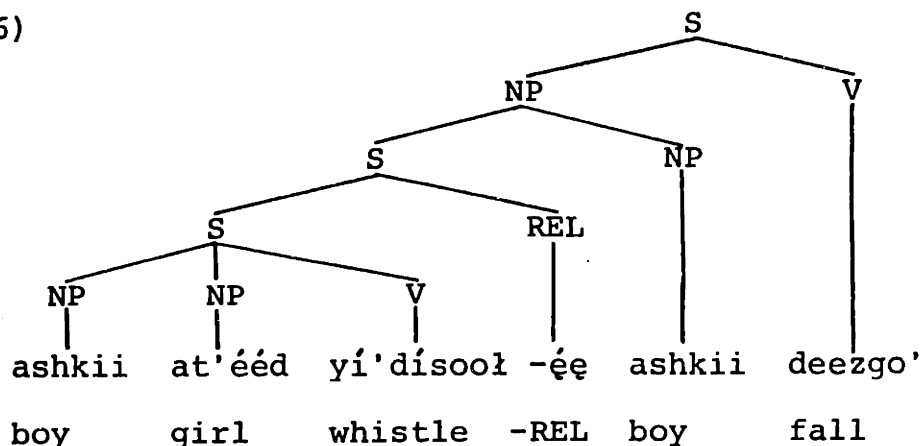 6)
S
NP V
S NP
S REL
NP NP V
ashkii at'ééd yí'dísooł -ę́ę ashkii deezgo'
boy girl whistle -REL boy fall